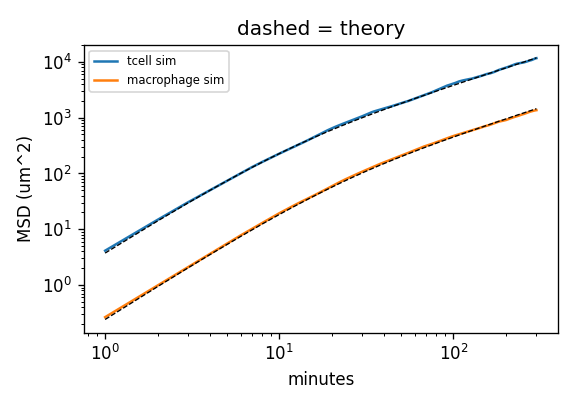 dashed = theory
tcell sim
macrophage sim
MSD (um^2)
10^4
10^3
10^2
10^1
10^0
10^0 10^1 10^2
minutes